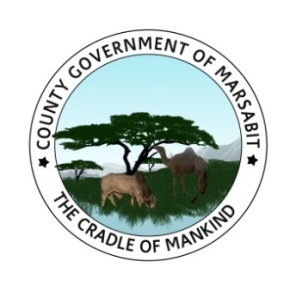 COUNTY GOVERNMENT OF MARSABIT
THE CRADLE OF MANKIND